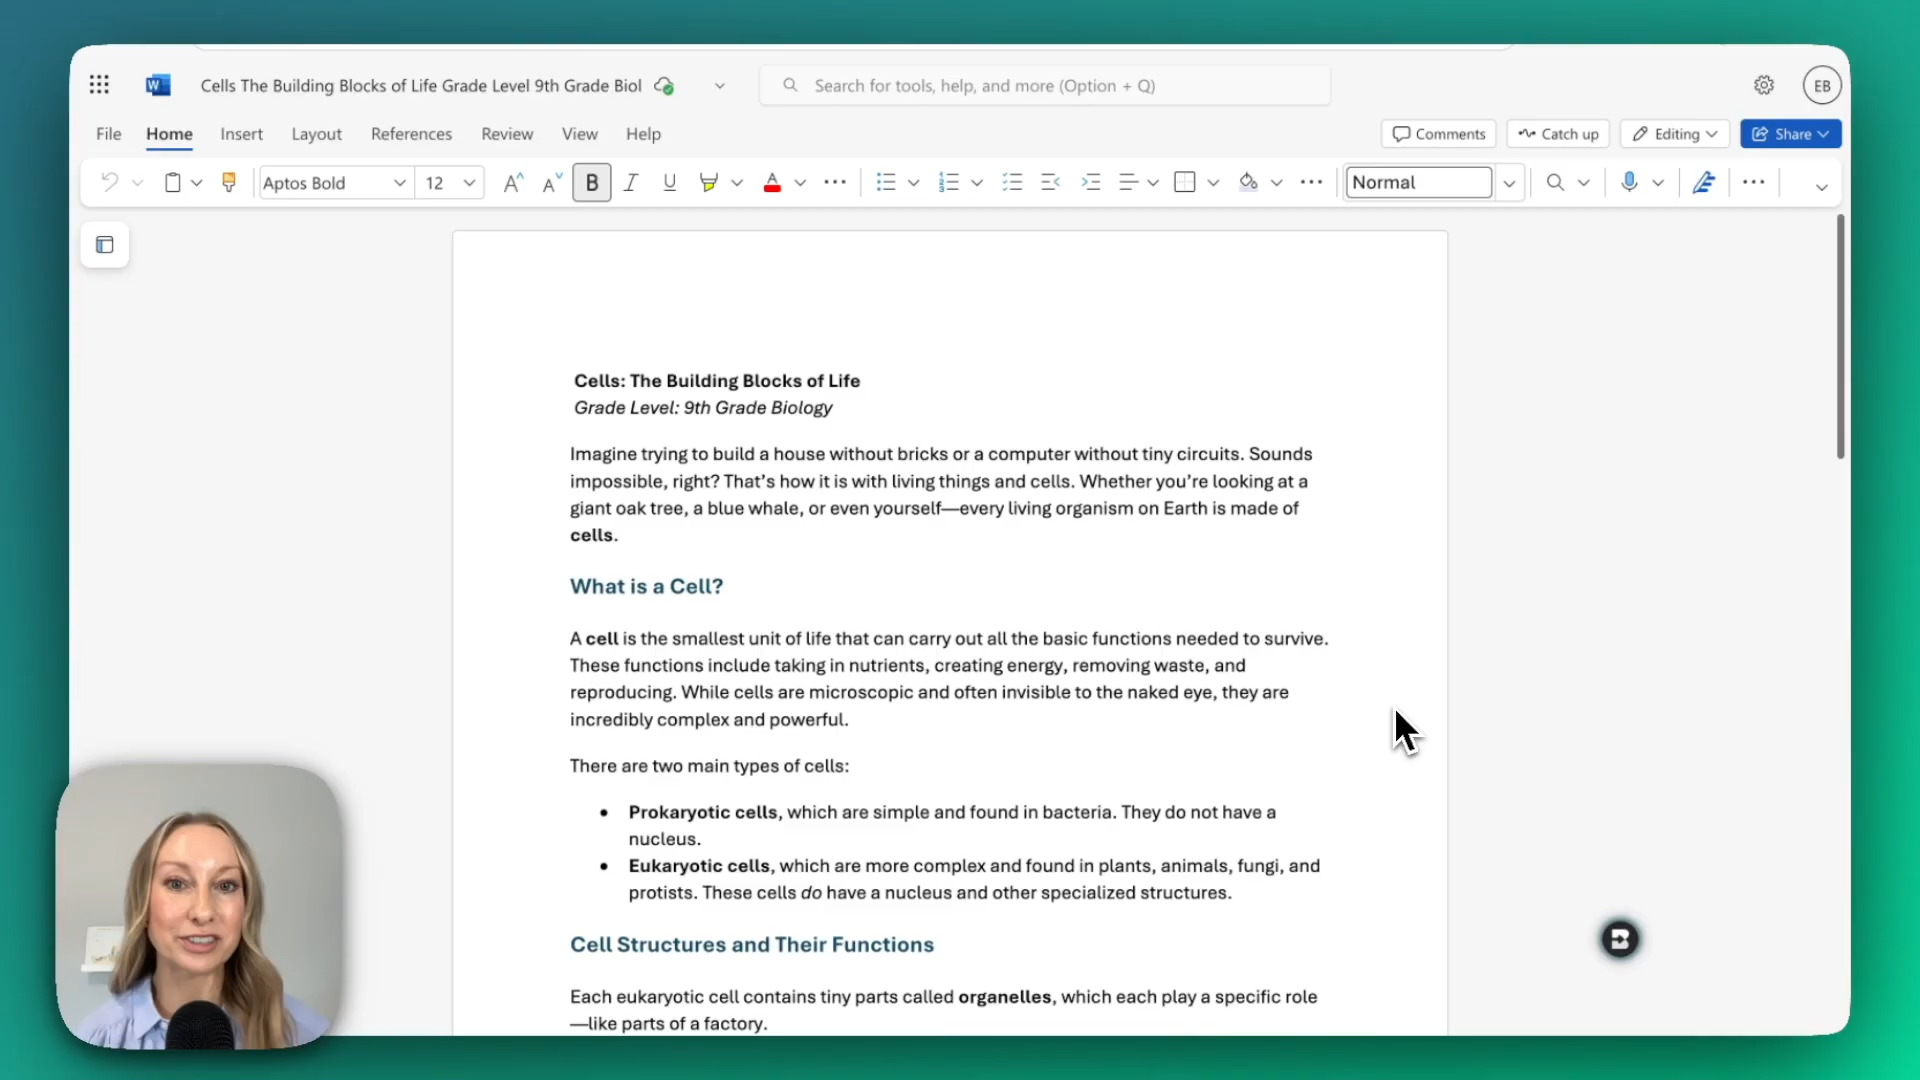 Cells The Building Blocks of Life Grade Level 9th Grade Biol
Search for tools, help, and more (Option + Q)
EB
File Home Insert Layout References Review View Help
Comments Catch up Editing Share
Aptos Bold 12 A A B I U A Normal
Cells: The Building Blocks of Life
Grade Level: 9th Grade Biology
Imagine trying to build a house without bricks or a computer without tiny circuits. Sounds
impossible, right? That’s how it is with living things and cells. Whether you’re looking at a
giant oak tree, a blue whale, or even yourself—every living organism on Earth is made of
cells.
What is a Cell?
A cell is the smallest unit of life that can carry out all the basic functions needed to survive.
These functions include taking in nutrients, creating energy, removing waste, and
reproducing. While cells are microscopic and often invisible to the naked eye, they are
incredibly complex and powerful.
There are two main types of cells:
• Prokaryotic cells, which are simple and found in bacteria. They do not have a
nucleus.
• Eukaryotic cells, which are more complex and found in plants, animals, fungi, and
protists. These cells do have a nucleus and other specialized structures.
Cell Structures and Their Functions
Each eukaryotic cell contains tiny parts called organelles, which each play a specific role
—like parts of a factory.